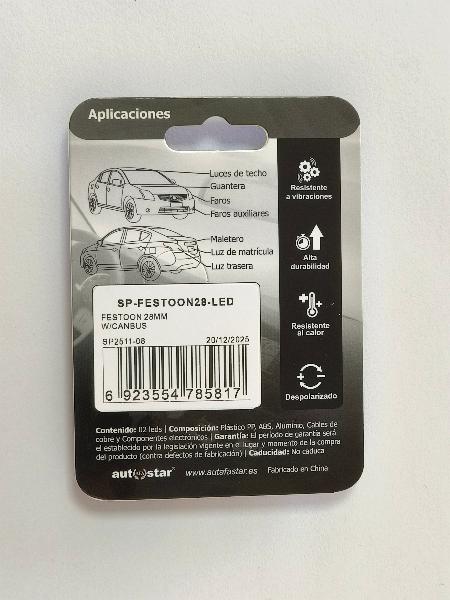 Aplicaciones
Luces de techo
Guantera
Faros
Faros auxiliares
Maletero
Luz de matrícula
Luz trasera
Resistente
a vibraciones
Alta
durabilidad
Resistente
al calor
Despolarizado
SP-FESTOON28-LED
FESTOON 28MM
W/CANBUS
SP2511-08 20/12/2025
6 923554 785817
Contenido: 02 leds | Composición: Plástico PP, ABS, Aluminio, Cables de
cobre y Componentes electrónicos | Garantía: El periodo de garantía será
el establecido por la legislación vigente en el lugar y momento de la compra
del producto (contra defectos de fabricación) | Caducidad: No caduca
autostar www.autofastar.es Fabricado en China